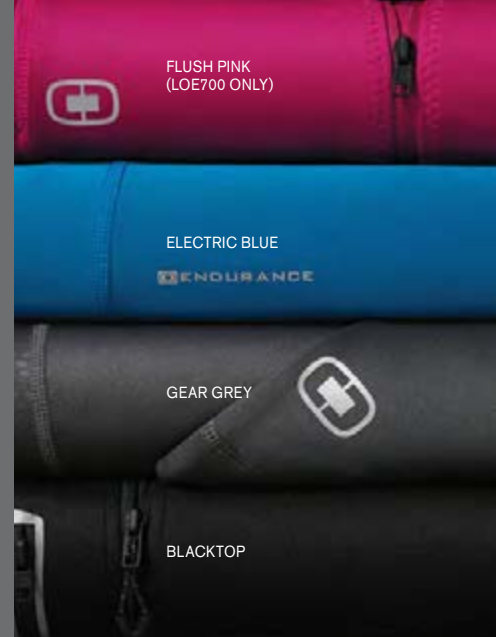 FLUSH PINK
(LOE700 ONLY)
ELECTRIC BLUE
ENDURANCE
GEAR GREY
BLACKTOP